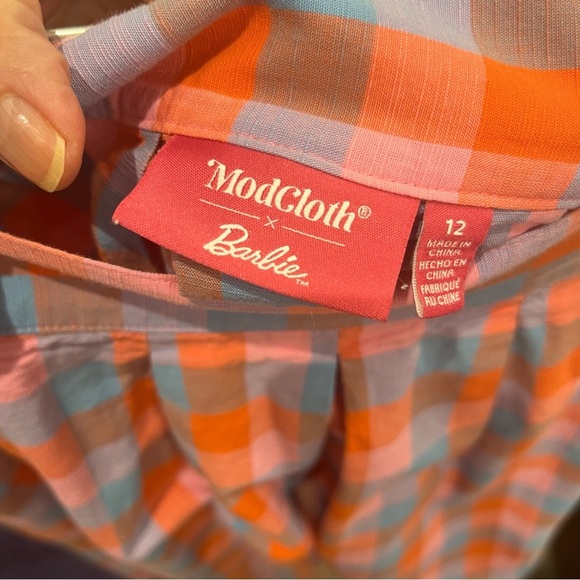 ModCloth®
×
Barbie™
12
MADE IN
CHINA
HECHO EN
CHINA
FABRIQUÉ
AU CHINE